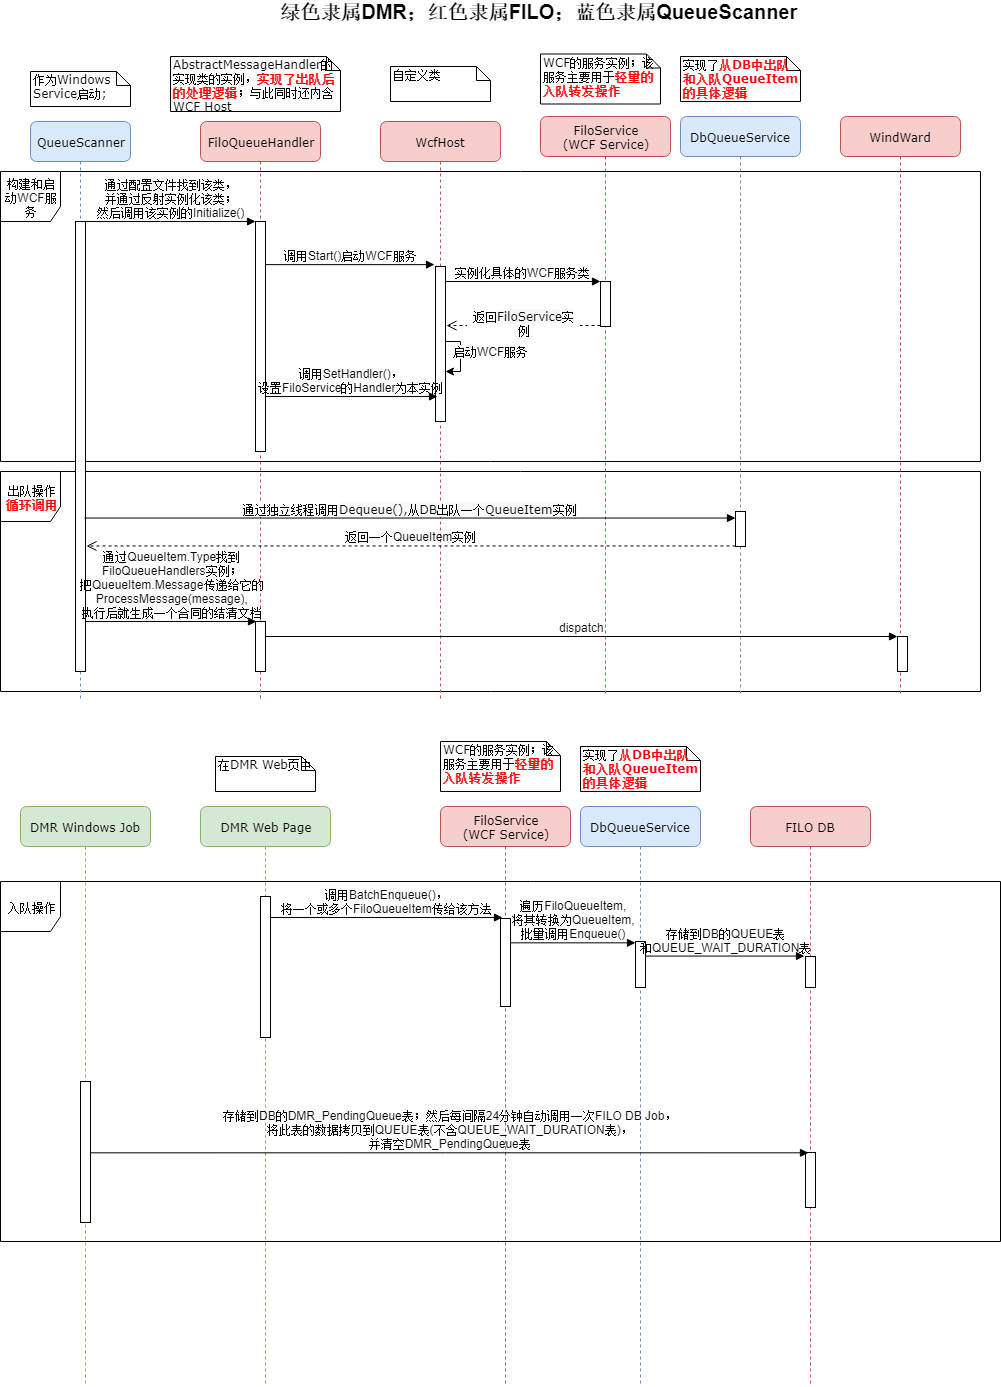 绿色隶属DMR；红色隶属FILO；蓝色隶属QueueScanner
作为Windows
Service启动；
AbstractMessageHandler的
实现类的实例，实现了出队后
的处理逻辑；与此同时还内含
WCF Host
自定义类
WCF的服务实例；该
服务主要用于轻量的
入队转发操作
实现了从DB中出队
和入队QueueItem
的具体逻辑
QueueScanner
FiloQueueHandler
WcfHost
FiloService
(WCF Service)
DbQueueService
WindWard
构建和启
动WCF服
务
通过配置文件找到该类，
并通过反射实例化该类；
然后调用该实例的Initialize()
调用Start()启动WCF服务
实例化具体的WCF服务类
返回FiloService实
例
启动WCF服务
调用SetHandler()，
设置FiloService的Handler为本实例
出队操作
循环调用
通过独立线程调用Dequeue(),从DB出队一个QueueItem实例
返回一个QueueItem实例
通过QueueItem.Type找到
FiloQueueHandlers实例；
把QueueItem.Message传递给它的
ProcessMessage(message),
执行后就生成一个合同的结清文档
dispatch
在DMR Web页由
WCF的服务实例；该
服务主要用于轻量的
入队转发操作
实现了从DB中出队
和入队QueueItem
的具体逻辑
DMR Windows Job
DMR Web Page
FiloService
(WCF Service)
DbQueueService
FILO DB
入队操作
调用BatchEnqueue()，
将一个或多个FiloQueueItem传给该方法
遍历FiloQueueItem,
将其转换为QueueItem,
批量调用Enqueue()
存储到DB的QUEUE表
和QUEUE_WAIT_DURATION表
存储到DB的DMR_PendingQueue表；然后每间隔24分钟自动调用一次FILO DB Job，
将此表的数据拷贝到QUEUE表(不含QUEUE_WAIT_DURATION表)，
并清空DMR_PendingQueue表